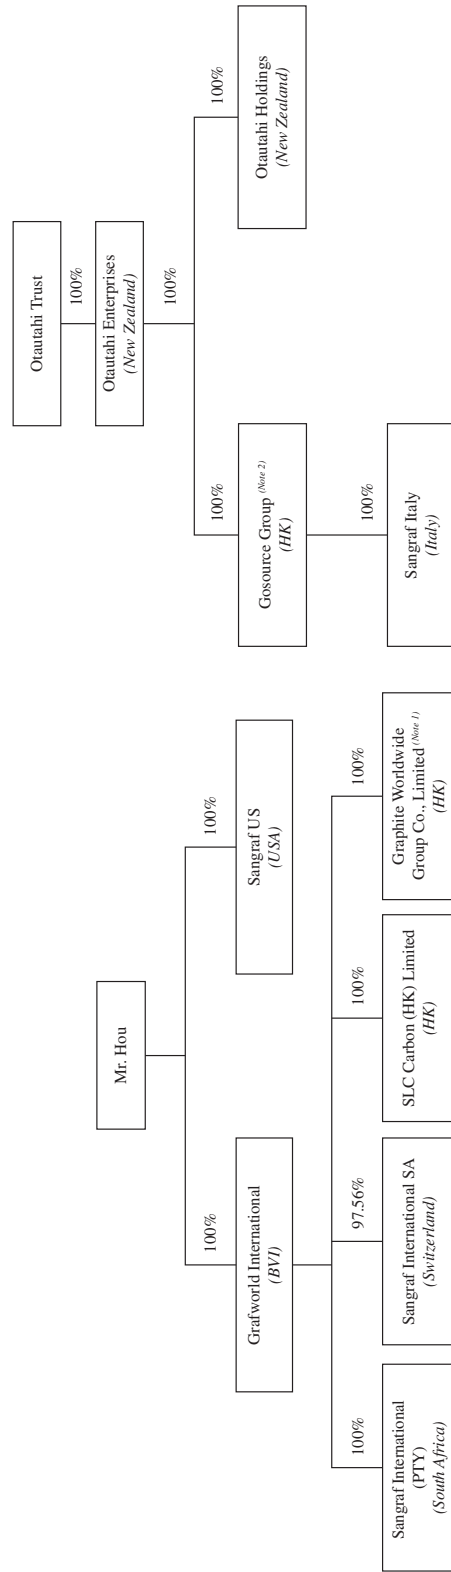 Mr. Hou
100%
100%
Grafworld International
(BVI)
Sangraf US
(USA)
100%
97.56%
100%
100%
Sangraf International
(PTY)
(South Africa)
Sangraf International SA
(Switzerland)
SLC Carbon (HK) Limited
(HK)
Graphite Worldwide
Group Co., Limited (Note 1)
(HK)
Otautahi Trust
100%
Otautahi Enterprises
(New Zealand)
100%
100%
100%
Gosource Group (Note 2)
(HK)
Otautahi Holdings
(New Zealand)
100%
Sangraf Italy
(Italy)